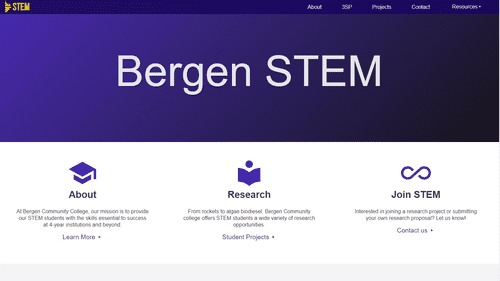 STEM
About 3SP Projects Contact Resources
Bergen STEM
About
At Bergen Community College, our mission is to provide
our STEM students with the skills essential to success
at 4-year institutions and beyond.
Learn More
Research
From rockets to algae biodiesel, Bergen Community
college offers STEM students a wide variety of research
opportunities
Student Projects
Join STEM
Interested in joining a research project or submitting
your own research proposal? Let us know!
Contact us